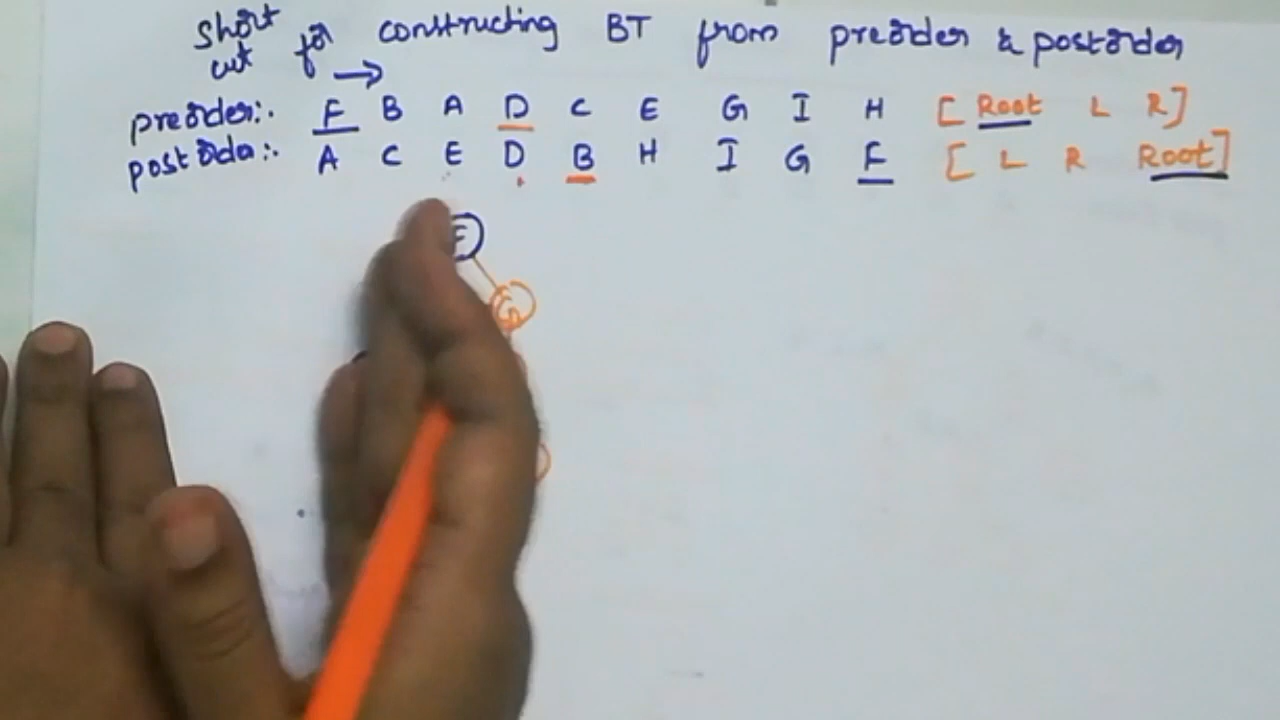 short cut for constructing BT from preorder & postorder
preorder:. F B A D C E G I H [ Root L R ]
postorder:. A C E D B H I G F [ L R Root ]
F
G